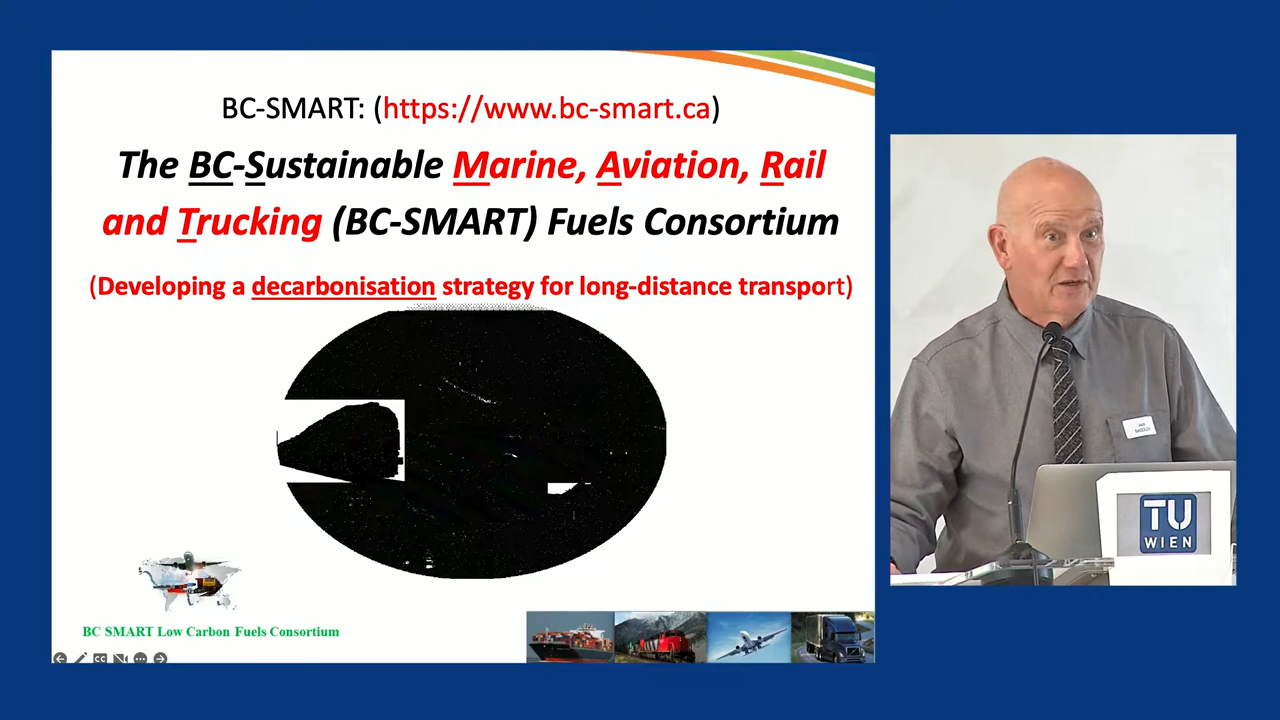 BC-SMART: (https://www.bc-smart.ca)
The BC-Sustainable Marine, Aviation, Rail
and Trucking (BC-SMART) Fuels Consortium
(Developing a decarbonisation strategy for long-distance transport)
BC SMART Low Carbon Fuels Consortium
CC
TU
WIEN